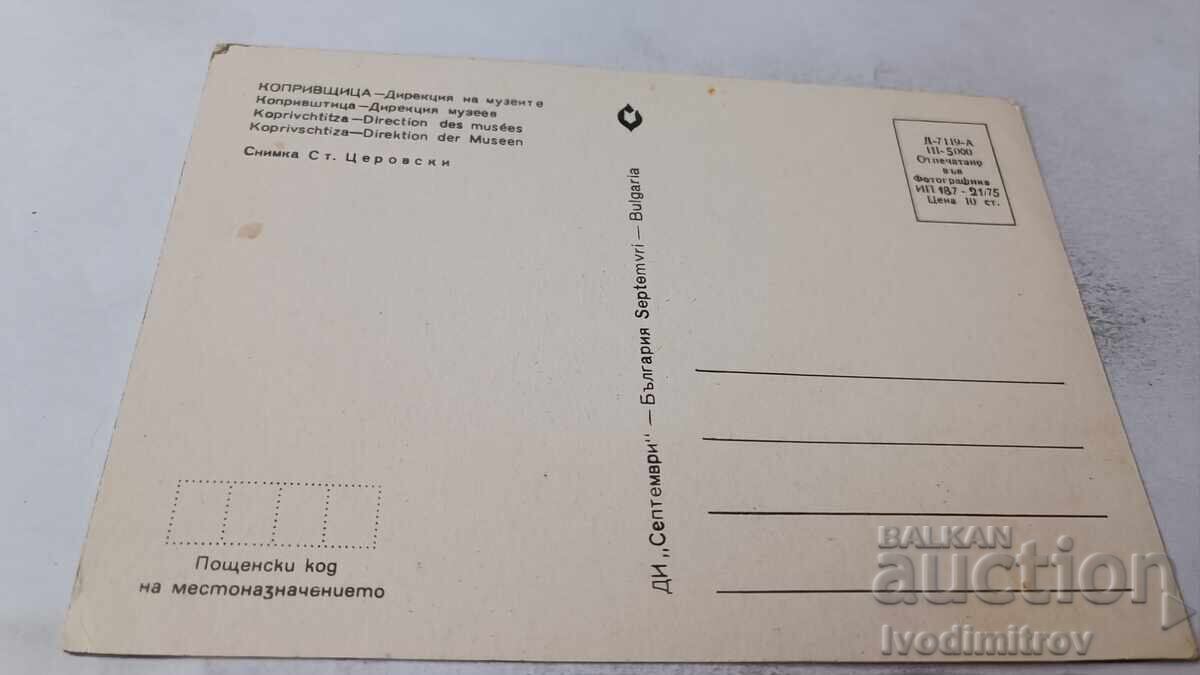 КОПРИВЩИЦА — Дирекция на музеите
Копривштица — Дирекция музеев
Koprivchtitza — Direction des musées
Koprivschtiza — Direktion der Museen
Снимка Ст. Церовски
Пощенски код
на местоназначението
ДИ „Септември" — България Septemvri — Bulgaria
Л-7119-А
III-5000
Отпечатано
във
Фотографика
ИП 187 - 21/75
Цена 10 ст.
BALKAN
auction
Ivodimitrov